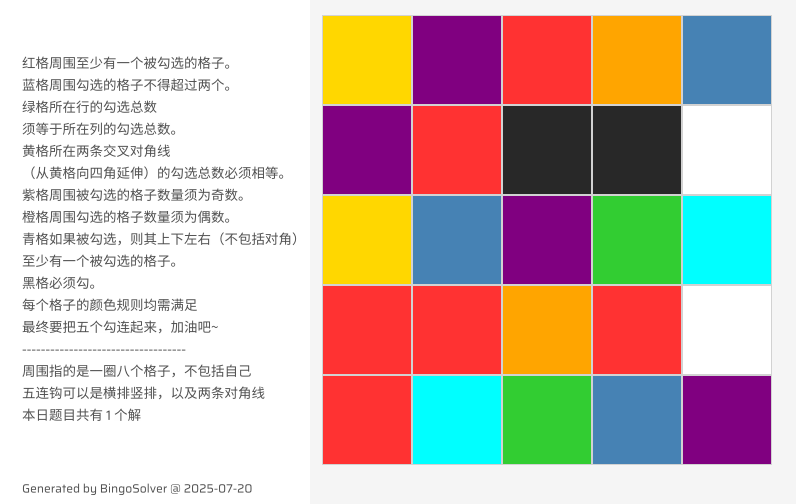 红格周围至少有一个被勾选的格子。
蓝格周围勾选的格子不得超过两个。
绿格所在行的勾选总数
须等于所在列的勾选总数。
黄格所在两条交叉对角线
（从黄格向四角延伸）的勾选总数必须相等。
紫格周围被勾选的格子数量须为奇数。
橙格周围勾选的格子数量须为偶数。
青格如果被勾选，则其上下左右（不包括对角）
至少有一个被勾选的格子。
黑格必须勾。
每个格子的颜色规则均需满足
最终要把五个勾连起来，加油吧~
----------------------------------
周围指的是一圈八个格子，不包括自己
五连钩可以是横排竖排，以及两条对角线
本日题目共有1个解
Generated by BingoSolver @ 2025-07-20